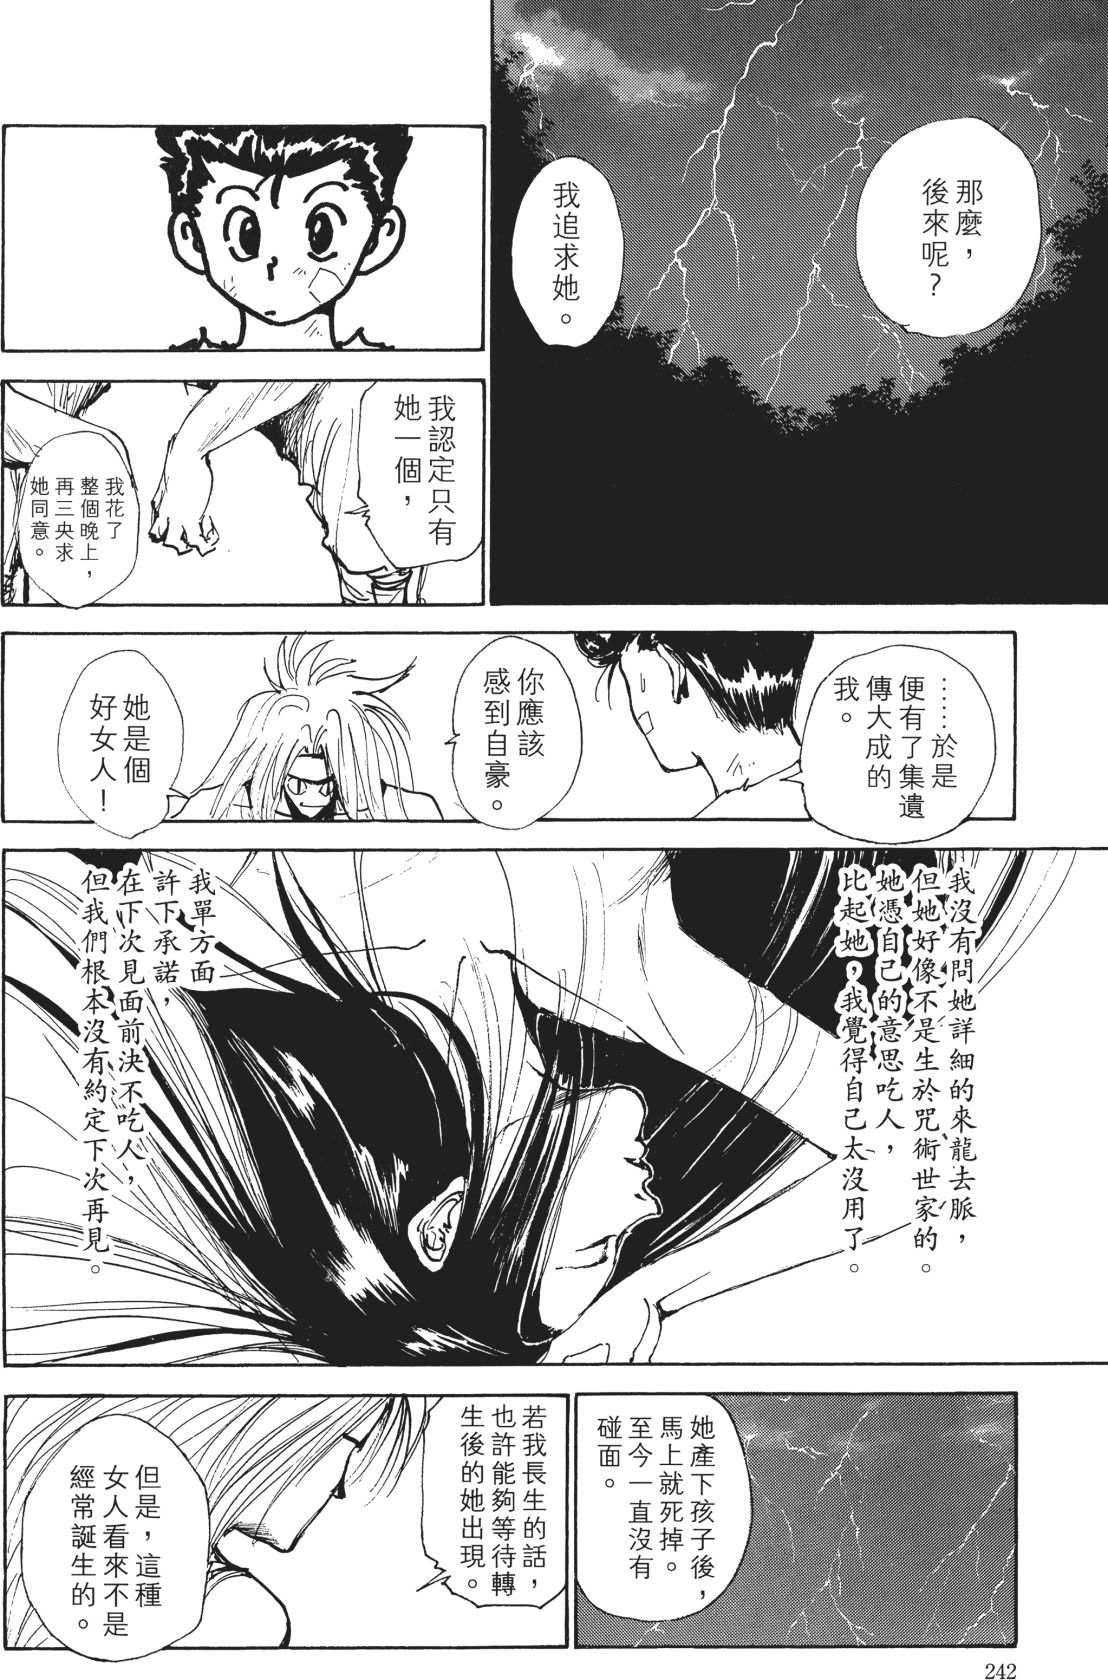 那麼，
後來呢？
我追求她。
我認定只有
她一個，
我花了
整個晚上，
再三央求
她同意。
……於是
便有了集遺
傳大成的
我。
你應該
感到自豪。
她是個
好女人！
我沒有問她詳細的來龍去脈，
但她好像不是生於咒術世家的。
她憑自己的意思吃人，
比起她，我覺得自己太沒用了。
我單方面
許下承諾，
在下次見面前決不吃人，
但我們根本沒有約定下次再見。
她產下孩子後，
馬上就死掉。
至今一直沒有
碰面。
若我長生的話，
也許能夠等待轉
生後的她出現。
但是，這種
女人看來不是
經常誕生的。
242